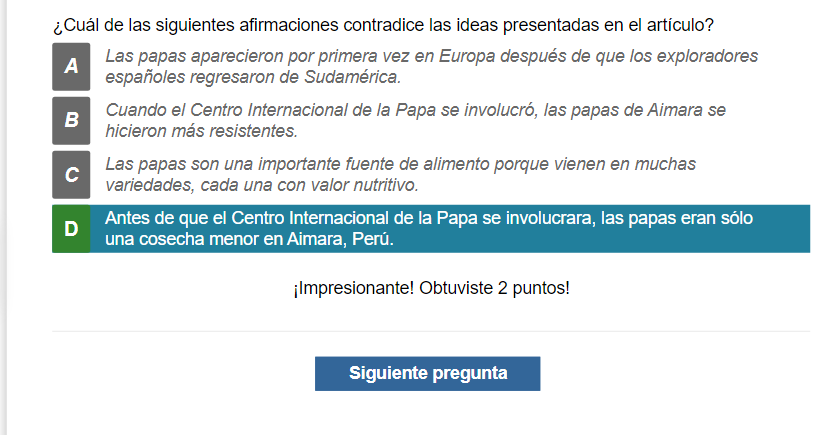 ¿Cuál de las siguientes afirmaciones contradice las ideas presentadas en el artículo?
A
Las papas aparecieron por primera vez en Europa después de que los exploradores
españoles regresaron de Sudamérica.
B
Cuando el Centro Internacional de la Papa se involucró, las papas de Aimara se
hicieron más resistentes.
C
Las papas son una importante fuente de alimento porque vienen en muchas
variedades, cada una con valor nutritivo.
D
Antes de que el Centro Internacional de la Papa se involucrara, las papas eran sólo
una cosecha menor en Aimara, Perú.
¡Impresionante! Obtuviste 2 puntos!
Siguiente pregunta